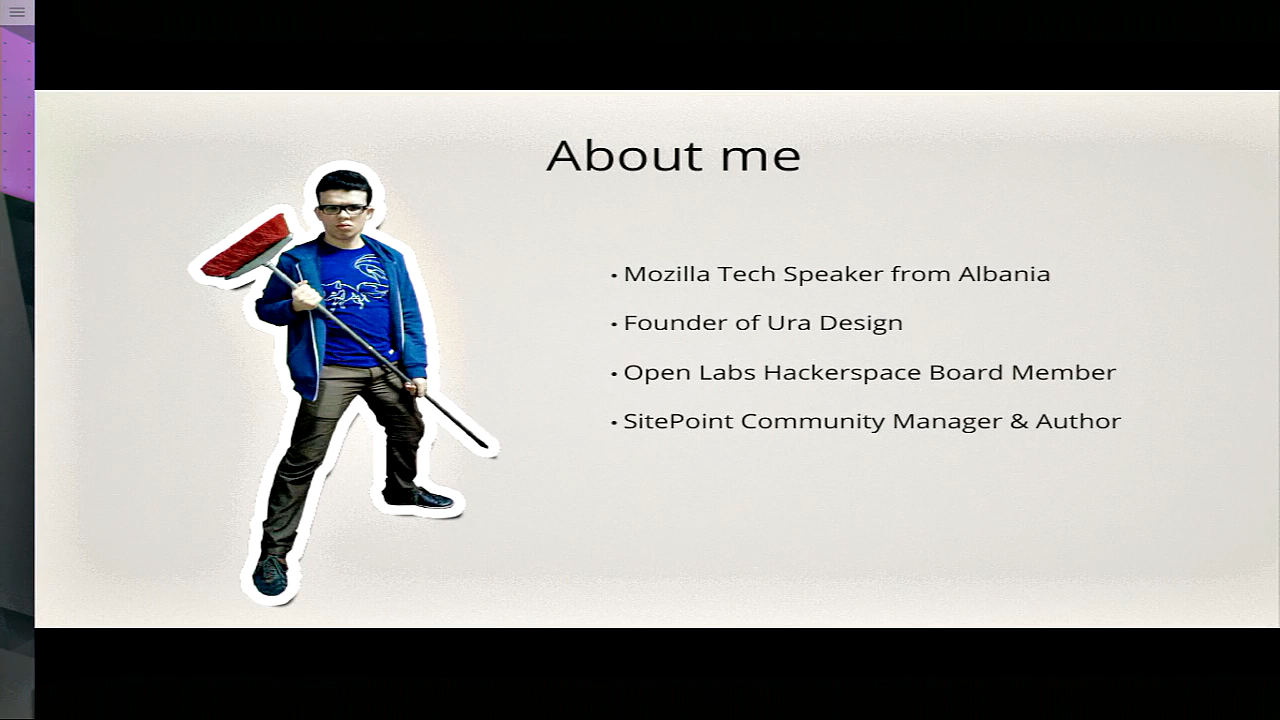 About me
• Mozilla Tech Speaker from Albania
• Founder of Ura Design
• Open Labs Hackerspace Board Member
• SitePoint Community Manager & Author